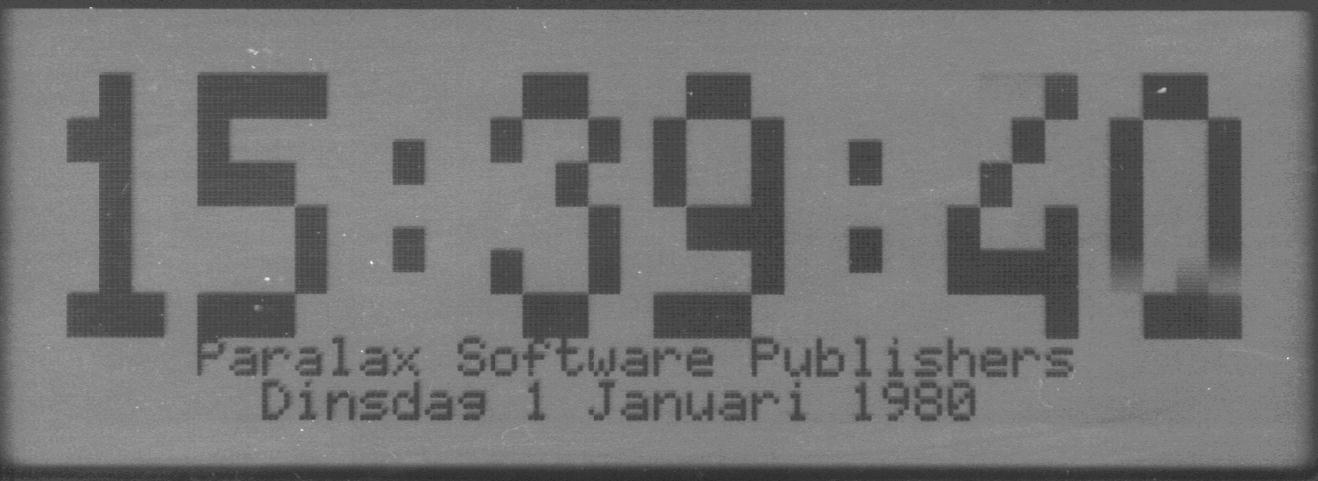 15:39:40
Paralax Software Publishers
Dinsdag 1 Januari 1980